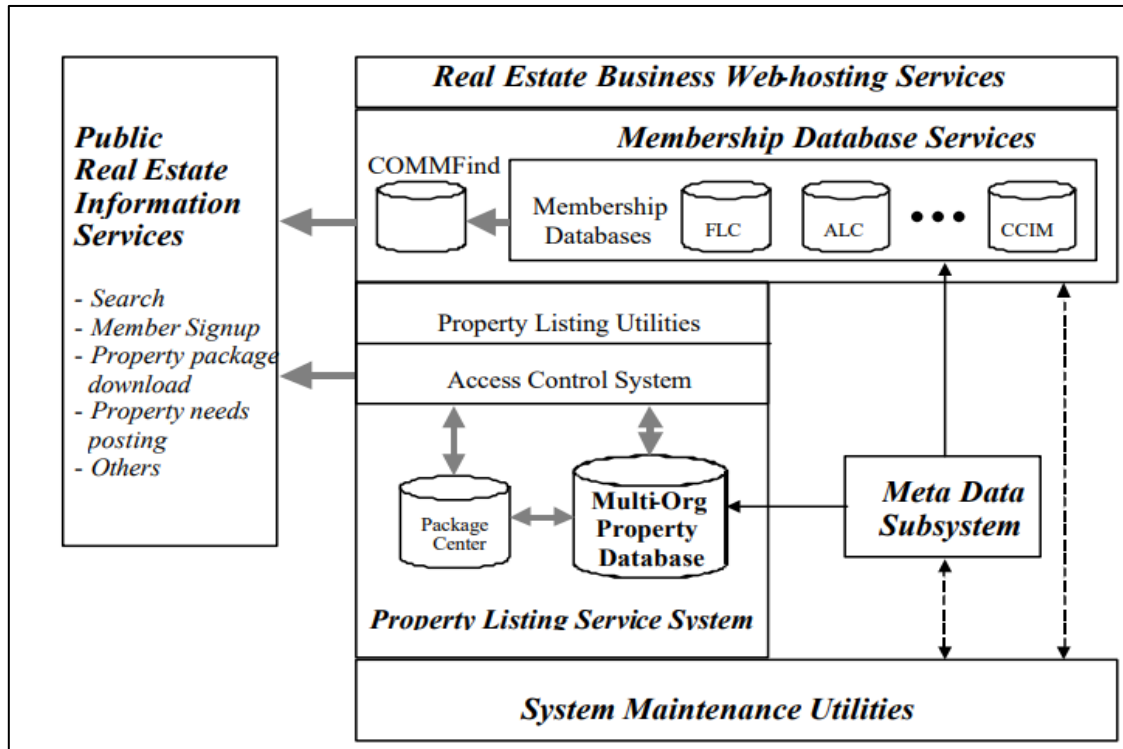 Real Estate Business Web-hosting Services
Public
Real Estate
Information
Services
- Search
- Member Signup
- Property package
download
- Property needs
posting
- Others
Membership Database Services
COMMFind
Membership
Databases
FLC
ALC
•••
CCIM
Property Listing Utilities
Access Control System
Package
Center
Multi-Org
Property
Database
Meta Data
Subsystem
Property Listing Service System
System Maintenance Utilities